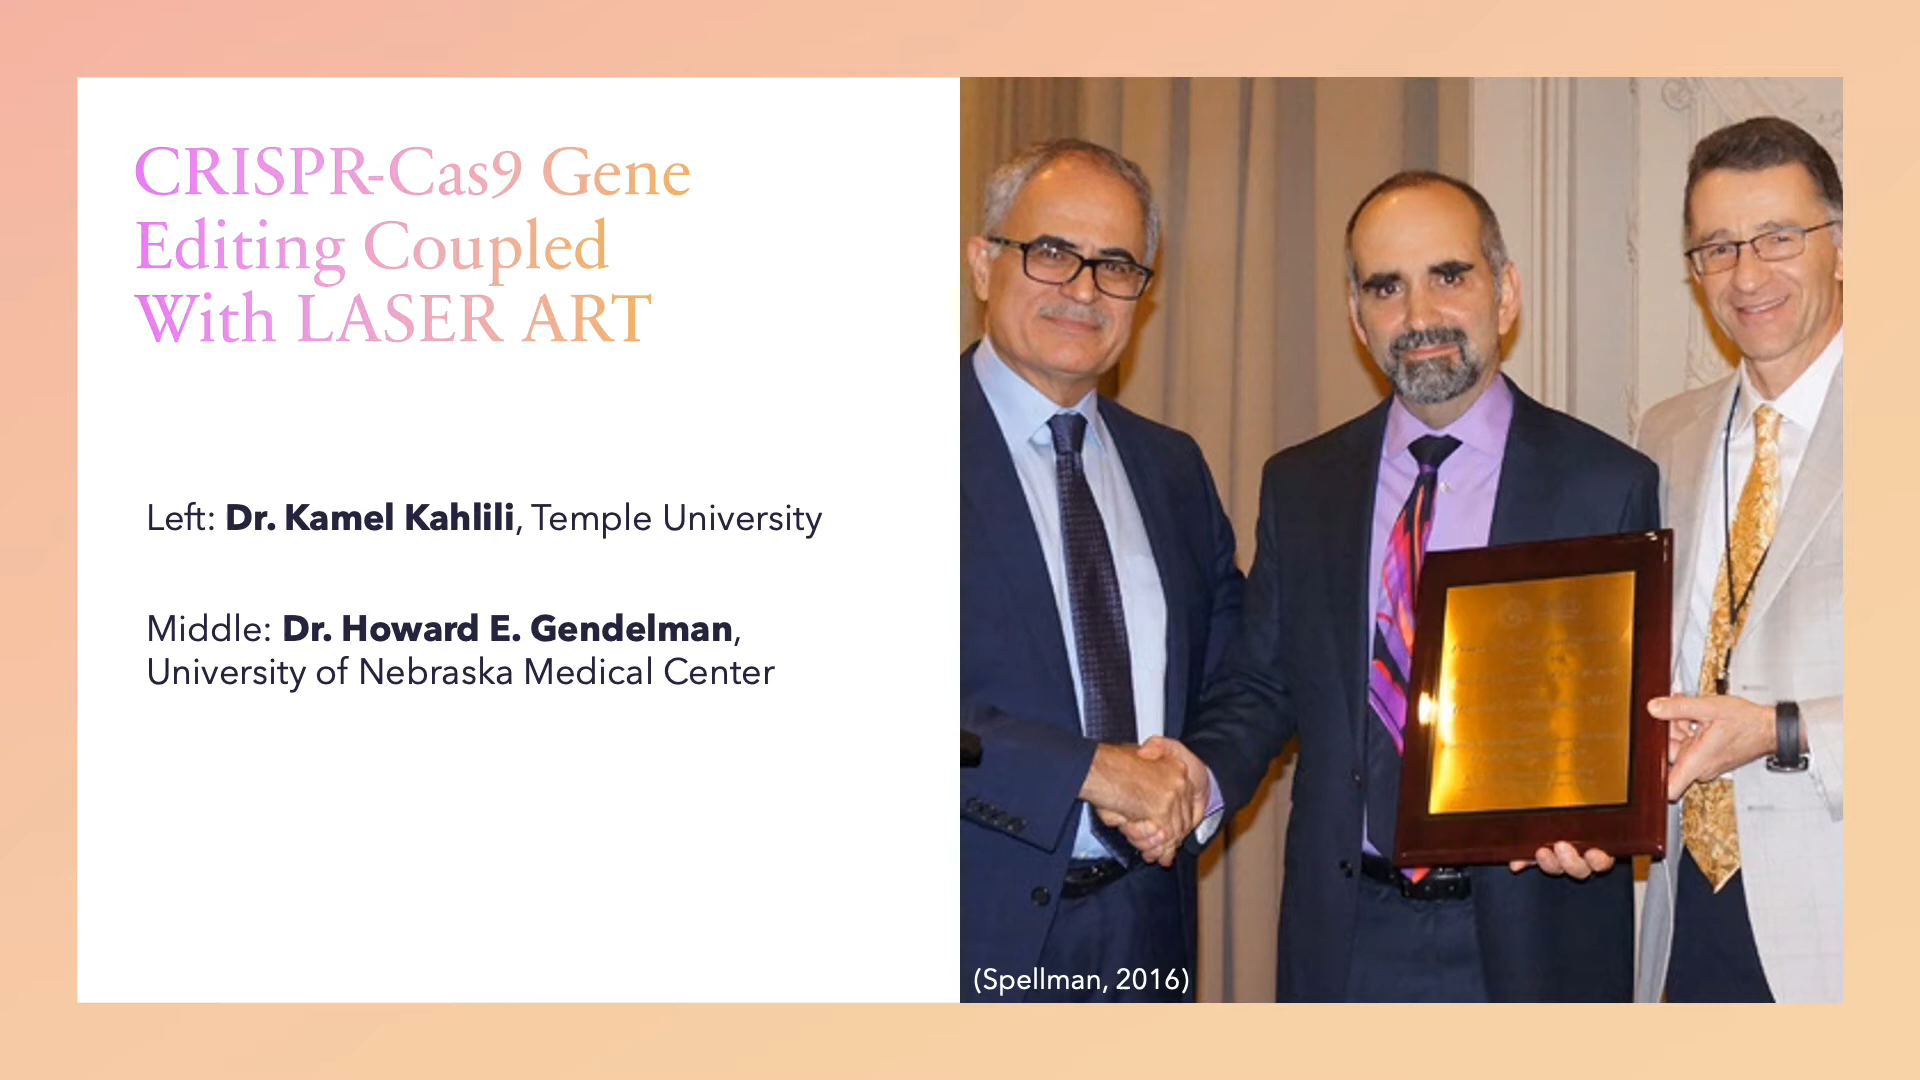 CRISPR-Cas9 Gene
Editing Coupled
With LASER ART
Left: Dr. Kamel Kahlili, Temple University
Middle: Dr. Howard E. Gendelman,
University of Nebraska Medical Center
(Spellman, 2016)